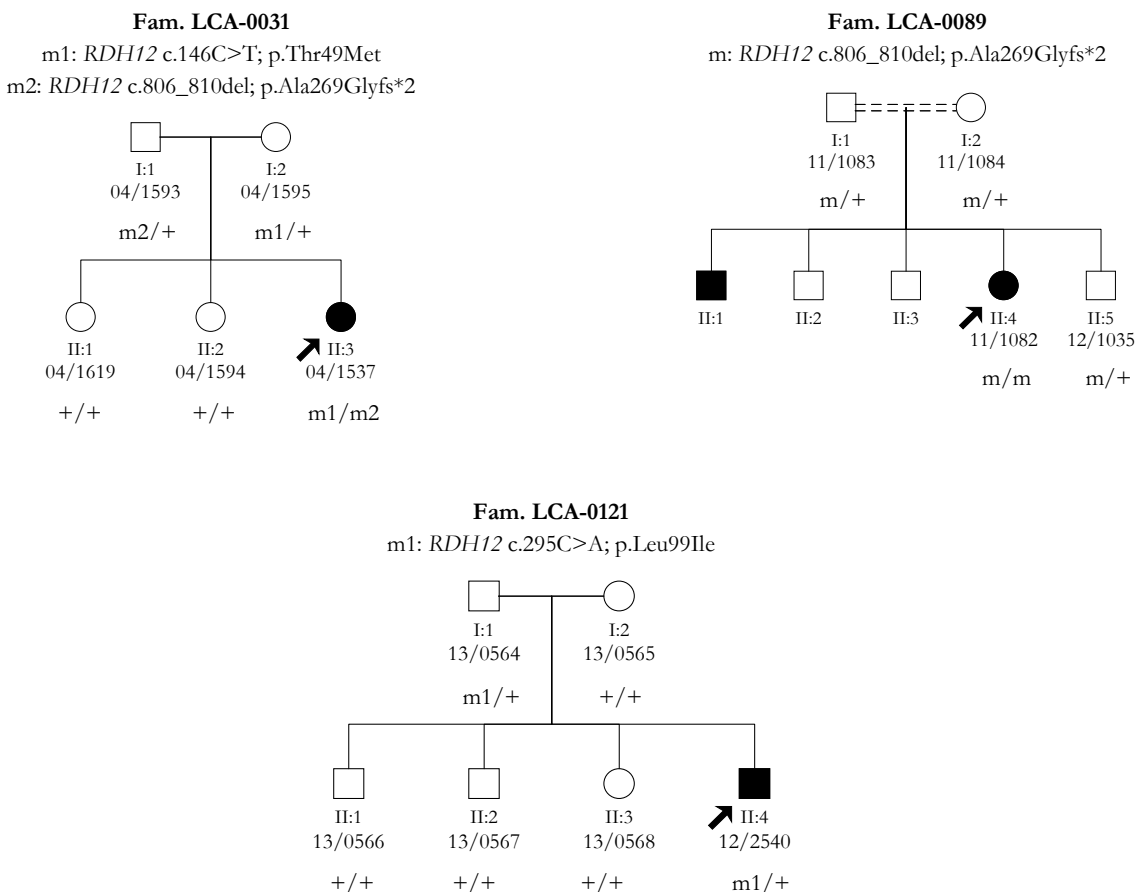 Fam. LCA-0031
m1: RDH12 c.146C>T; p.Thr49Met
m2: RDH12 c.806_810del; p.Ala269Glyfs*2
I:1 I:2
04/1593 04/1595
m2/+ m1/+
II:1 II:2 II:3
04/1619 04/1594 04/1537
+/+ +/+ m1/m2
Fam. LCA-0089
m: RDH12 c.806_810del; p.Ala269Glyfs*2
I:1 I:2
11/1083 11/1084
m/+ m/+
II:1 II:2 II:3 II:4 II:5
11/1082 12/1035
m/m m/+
Fam. LCA-0121
m1: RDH12 c.295C>A; p.Leu99Ile
I:1 I:2
13/0564 13/0565
m1/+ +/+
II:1 II:2 II:3 II:4
13/0566 13/0567 13/0568 12/2540
+/+ +/+ +/+ m1/+